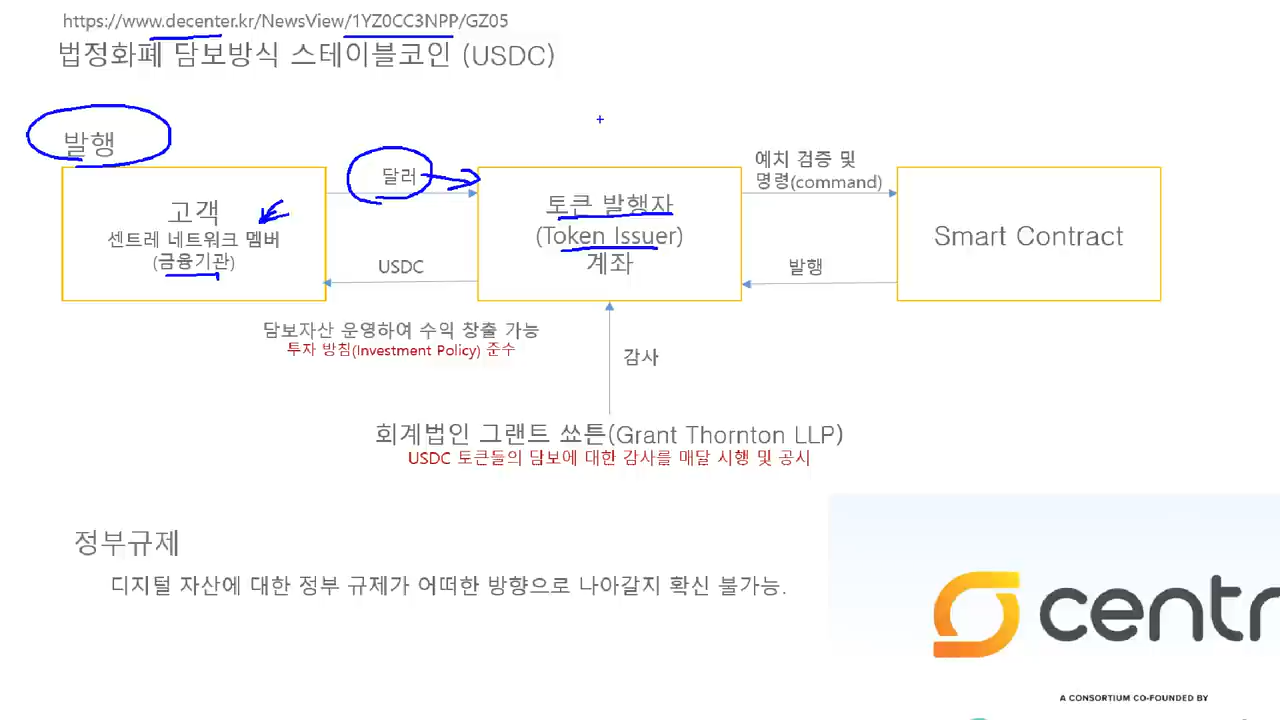 https://www.decenter.kr/NewsView/1YZ0CC3NPP/GZ05
법정화폐 담보방식 스테이블코인 (USDC)
발행
고객
센트레 네트워크 멤버
(금융기관)
달러
USDC
토큰 발행자
(Token Issuer)
계좌
예치 검증 및
명령(command)
발행
Smart Contract
담보자산 운영하여 수익 창출 가능
투자 방침(Investment Policy) 준수
감사
회계법인 그랜트 쏘튼(Grant Thornton LLP)
USDC 토큰들의 담보에 대한 감사를 매달 시행 및 공시
정부규제
디지털 자산에 대한 정부 규제가 어떠한 방향으로 나아갈지 확신 불가능.
centr
A CONSORTIUM CO-FOUNDED BY